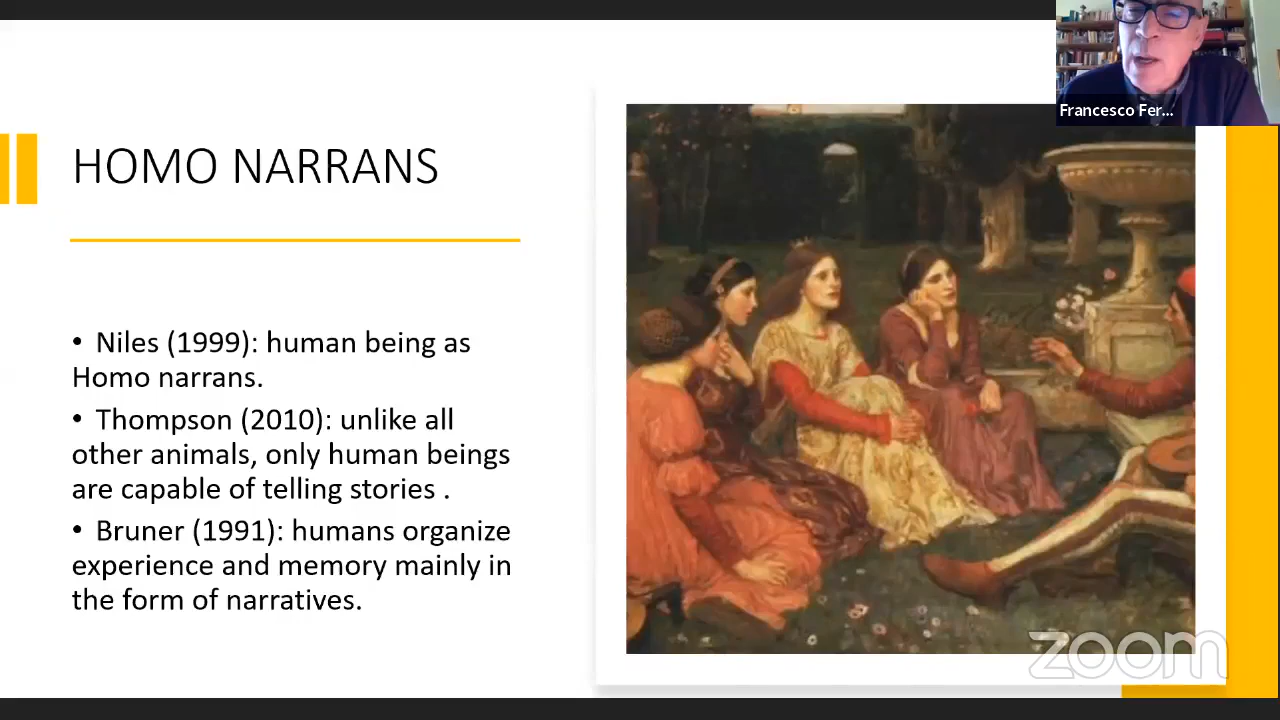 Francesco Fer...
HOMO NARRANS
• Niles (1999): human being as
Homo narrans.
• Thompson (2010): unlike all
other animals, only human beings
are capable of telling stories .
• Bruner (1991): humans organize
experience and memory mainly in
the form of narratives.
zoom